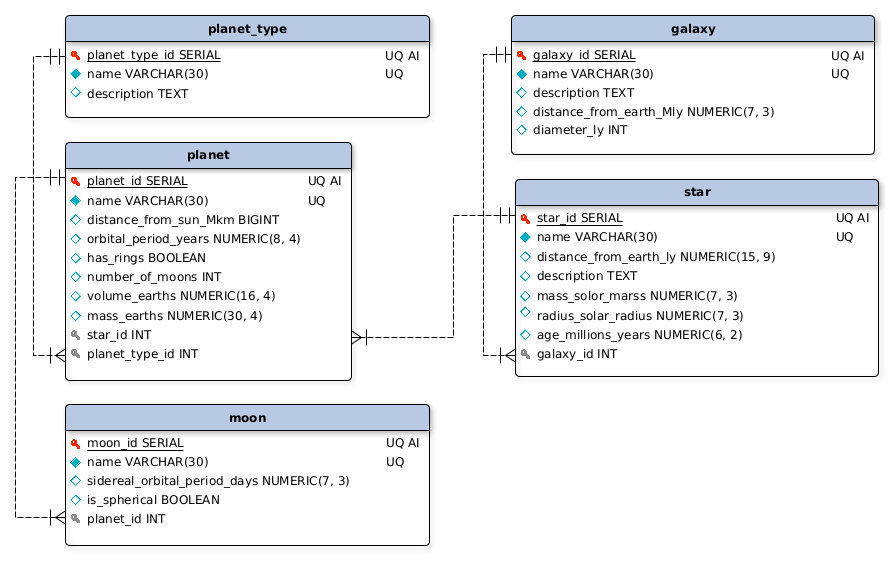 planet_type
planet_type_id SERIAL UQ AI
name VARCHAR(30) UQ
description TEXT
galaxy
galaxy_id SERIAL UQ AI
name VARCHAR(30) UQ
description TEXT
distance_from_earth_Mly NUMERIC(7, 3)
diameter_ly INT
planet
planet_id SERIAL UQ AI
name VARCHAR(30) UQ
distance_from_sun_Mkm BIGINT
orbital_period_years NUMERIC(8, 4)
has_rings BOOLEAN
number_of_moons INT
volume_earths NUMERIC(16, 4)
mass_earths NUMERIC(30, 4)
star_id INT
planet_type_id INT
star
star_id SERIAL UQ AI
name VARCHAR(30) UQ
distance_from_earth_ly NUMERIC(15, 9)
description TEXT
mass_solor_marss NUMERIC(7, 3)
radius_solar_radius NUMERIC(7, 3)
age_millions_years NUMERIC(6, 2)
galaxy_id INT
moon
moon_id SERIAL UQ AI
name VARCHAR(30) UQ
sidereal_orbital_period_days NUMERIC(7, 3)
is_spherical BOOLEAN
planet_id INT